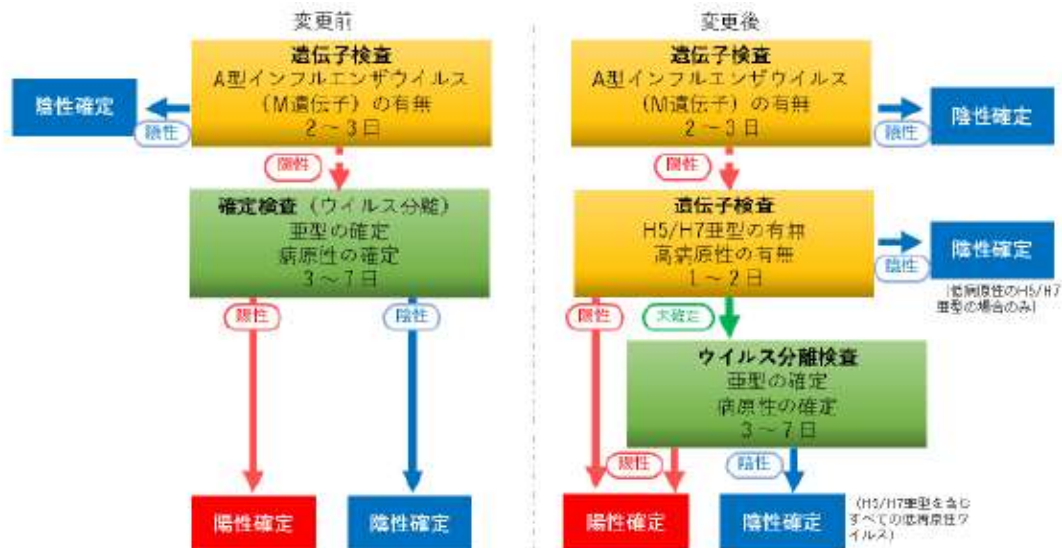 変更前
遺伝子検査
A型インフルエンザウイルス
(M遺伝子)の有無
2～3日
陰性確定
陰性
陽性
確定検査(ウイルス分離)
亜型の確定
病原性の確定
3～7日
陽性
陰性
陽性確定
陰性確定
変更後
遺伝子検査
A型インフルエンザウイルス
(M遺伝子)の有無
2～3日
陰性
陰性確定
陽性
遺伝子検査
H5/H7亜型の有無
高病原性の有無
1～2日
陰性
陰性確定
(低病原性のH5/H7
亜型の場合のみ)
陽性
未確定
ウイルス分離検査
亜型の確定
病原性の確定
3～7日
陽性
陰性
陽性確定
陰性確定
(H5/H7亜型を含む
すべての低病原性ウ
イルス)